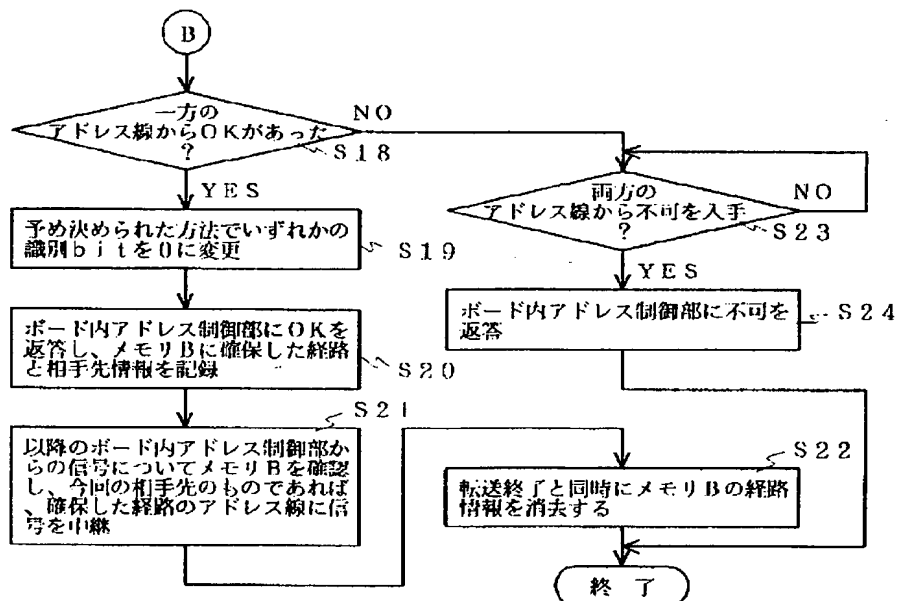 B
一方の
アドレス線からOKがあった
?
S18
NO
YES
予め決められた方法でいずれかの
識別bitを0に変更
S19
ボード内アドレス制御部にOKを
返答し、メモリBに確保した経路
と相手先情報を記録
S20
S21
以降のボード内アドレス制御部か
らの信号についてメモリBを確認
し、今回の相手先のものであれば
、確保した経路のアドレス線に信
号を中継
両方の
アドレス線から不可を入手
?
NO
S23
YES
ボード内アドレス制御部に不可を
返答
S24
S22
転送終了と同時にメモリBの経路
情報を消去する
終了